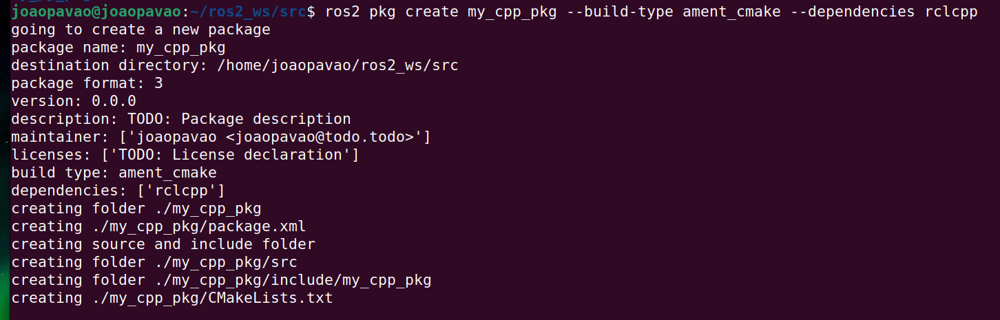 joaopavao@joaopavao:~/ros2_ws/src$ ros2 pkg create my_cpp_pkg --build-type ament_cmake --dependencies rclcpp
going to create a new package
package name: my_cpp_pkg
destination directory: /home/joaopavao/ros2_ws/src
package format: 3
version: 0.0.0
description: TODO: Package description
maintainer: ['joaopavao <joaopavao@todo.todo>']
licenses: ['TODO: License declaration']
build type: ament_cmake
dependencies: ['rclcpp']
creating folder ./my_cpp_pkg
creating ./my_cpp_pkg/package.xml
creating source and include folder
creating folder ./my_cpp_pkg/src
creating folder ./my_cpp_pkg/include/my_cpp_pkg
creating ./my_cpp_pkg/CMakeLists.txt